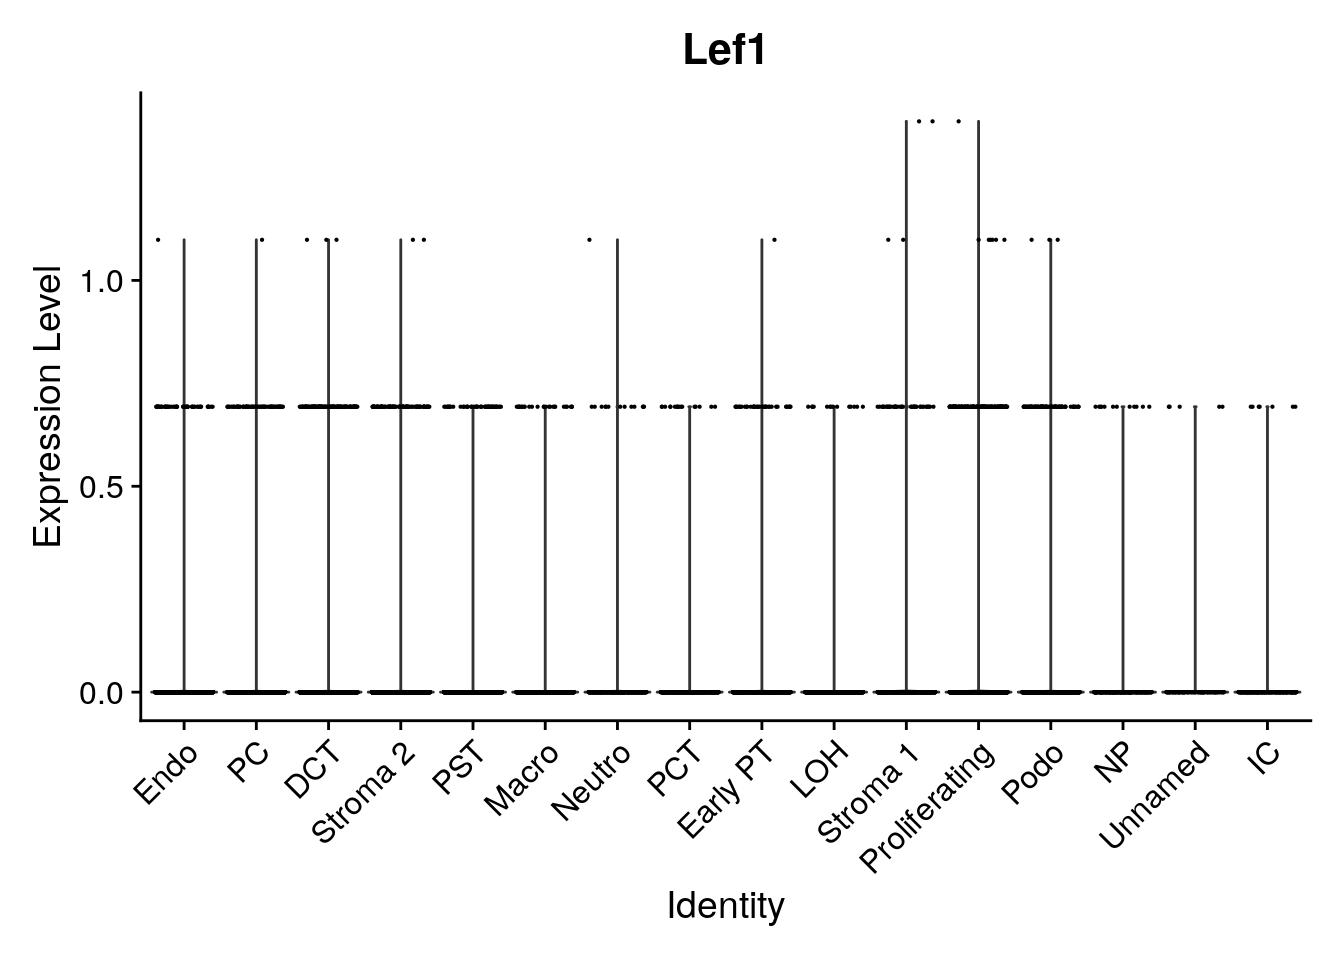 Lef1
Expression Level
1.0
0.5
0.0
Endo
PC
DCT
Stroma 2
PST
Macro
Neutro
PCT
Early PT
LOH
Stroma 1
Proliferating
Podo
NP
Unnamed
IC
Identity